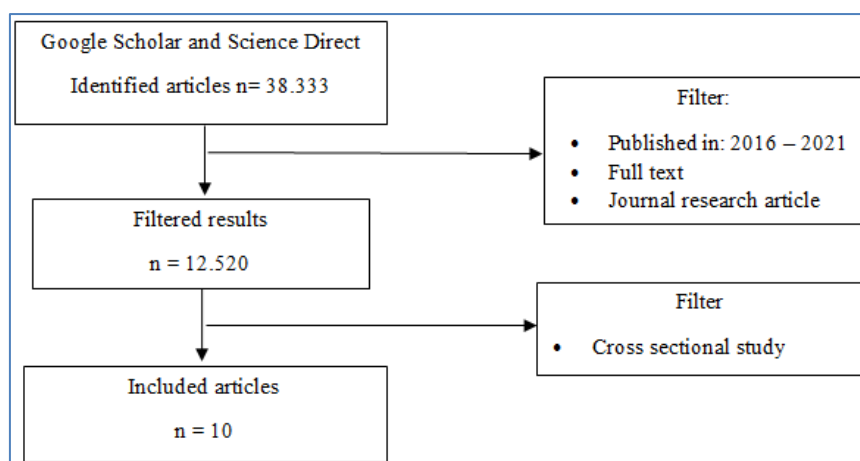 Google Scholar and Science Direct
Identified articles n= 38.333
Filter:
• Published in: 2016 – 2021
• Full text
• Journal research article
Filtered results
n = 12.520
Filter
• Cross sectional study
Included articles
n = 10